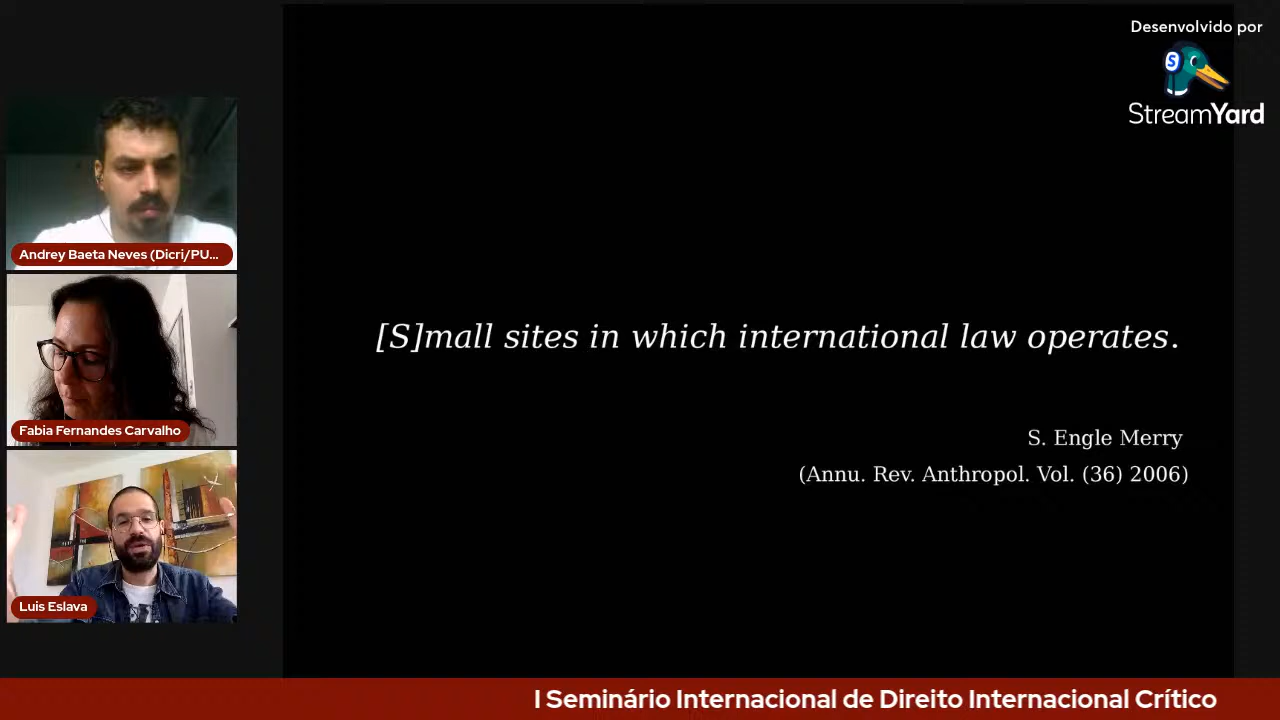 Desenvolvido por
StreamYard
Andrey Baeta Neves (Dicri/PU...
Fabia Fernandes Carvalho
Luis Eslava
[S]mall sites in which international law operates.
S. Engle Merry
(Annu. Rev. Anthropol. Vol. (36) 2006)
I Seminário Internacional de Direito Internacional Crítico